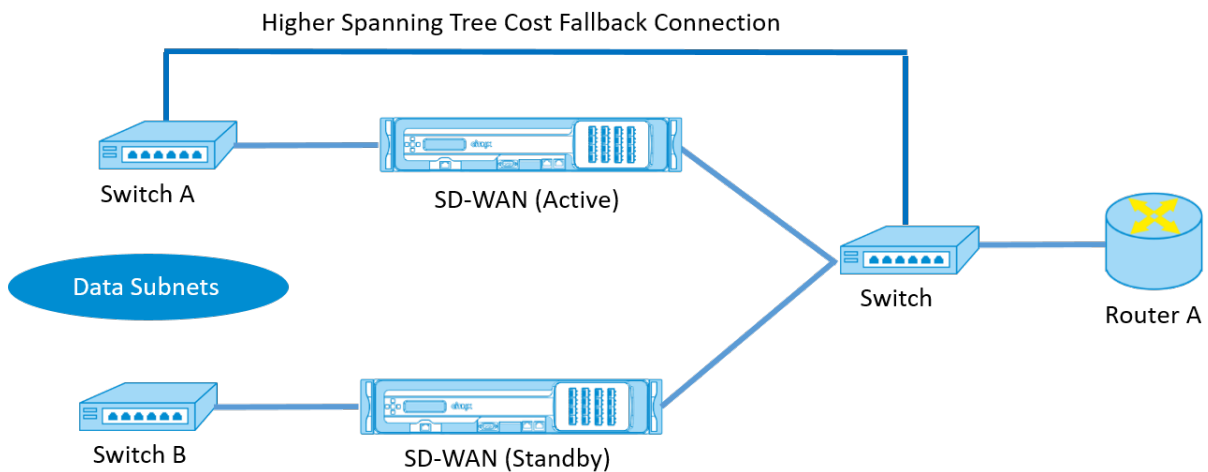 Higher Spanning Tree Cost Fallback Connection
Switch A
SD-WAN (Active)
Data Subnets
Switch
Router A
Switch B
SD-WAN (Standby)